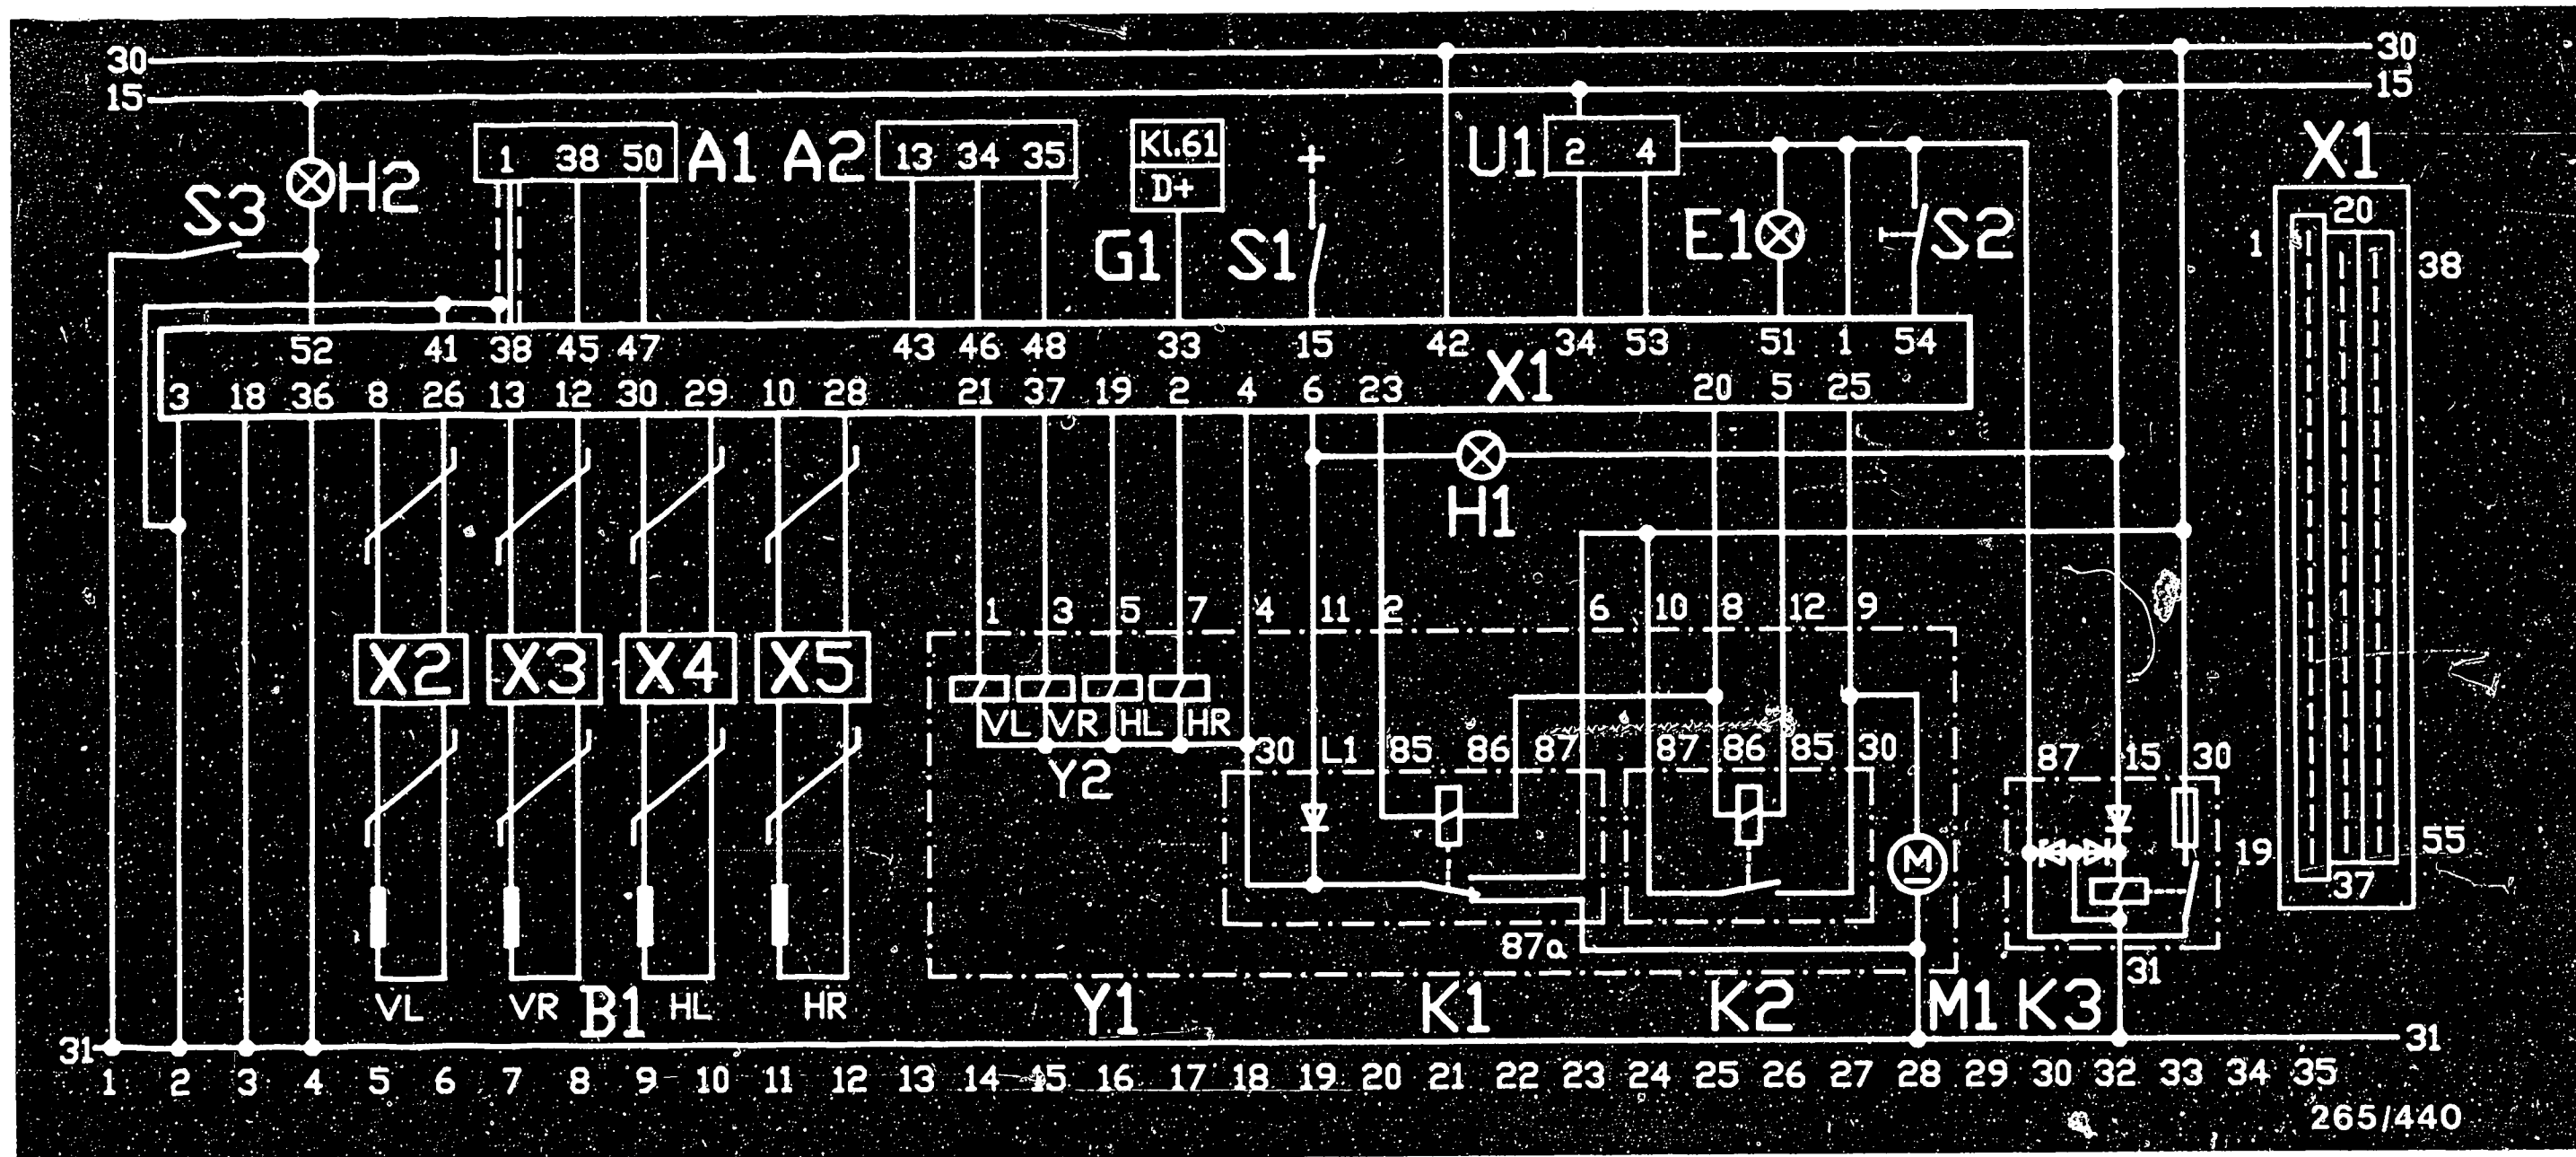 30 30
15 15
1 38 50 A1 A2 13 34 35 Kl.61 + U1 2 4 X1
D+
H2
S3 G1 S1 E1 S2 1 20 38
52 41 38 45 47 43 46 48 33 15 42 34 53 51 1 54
X1
3 18 36 8 26 13 12 30 29 10 28 21 37 19 2 4 6 23 20 5 25
H1
1 3 5 7 4 11 2 6 10 8 12 9
X2 X3 X4 X5
VL VR HL HR
30 L1 85 86 87 87 86 85 30 87 15 30
Y2
M
19 37 55
87a
31
VL VR B1 HL HR Y1 K1 K2 M1 K3
31 31
1 2 3 4 5 6 7 8 9 10 11 12 13 14 15 16 17 18 19 20 21 22 23 24 25 26 27 28 29 30 32 33 34 35
265/440